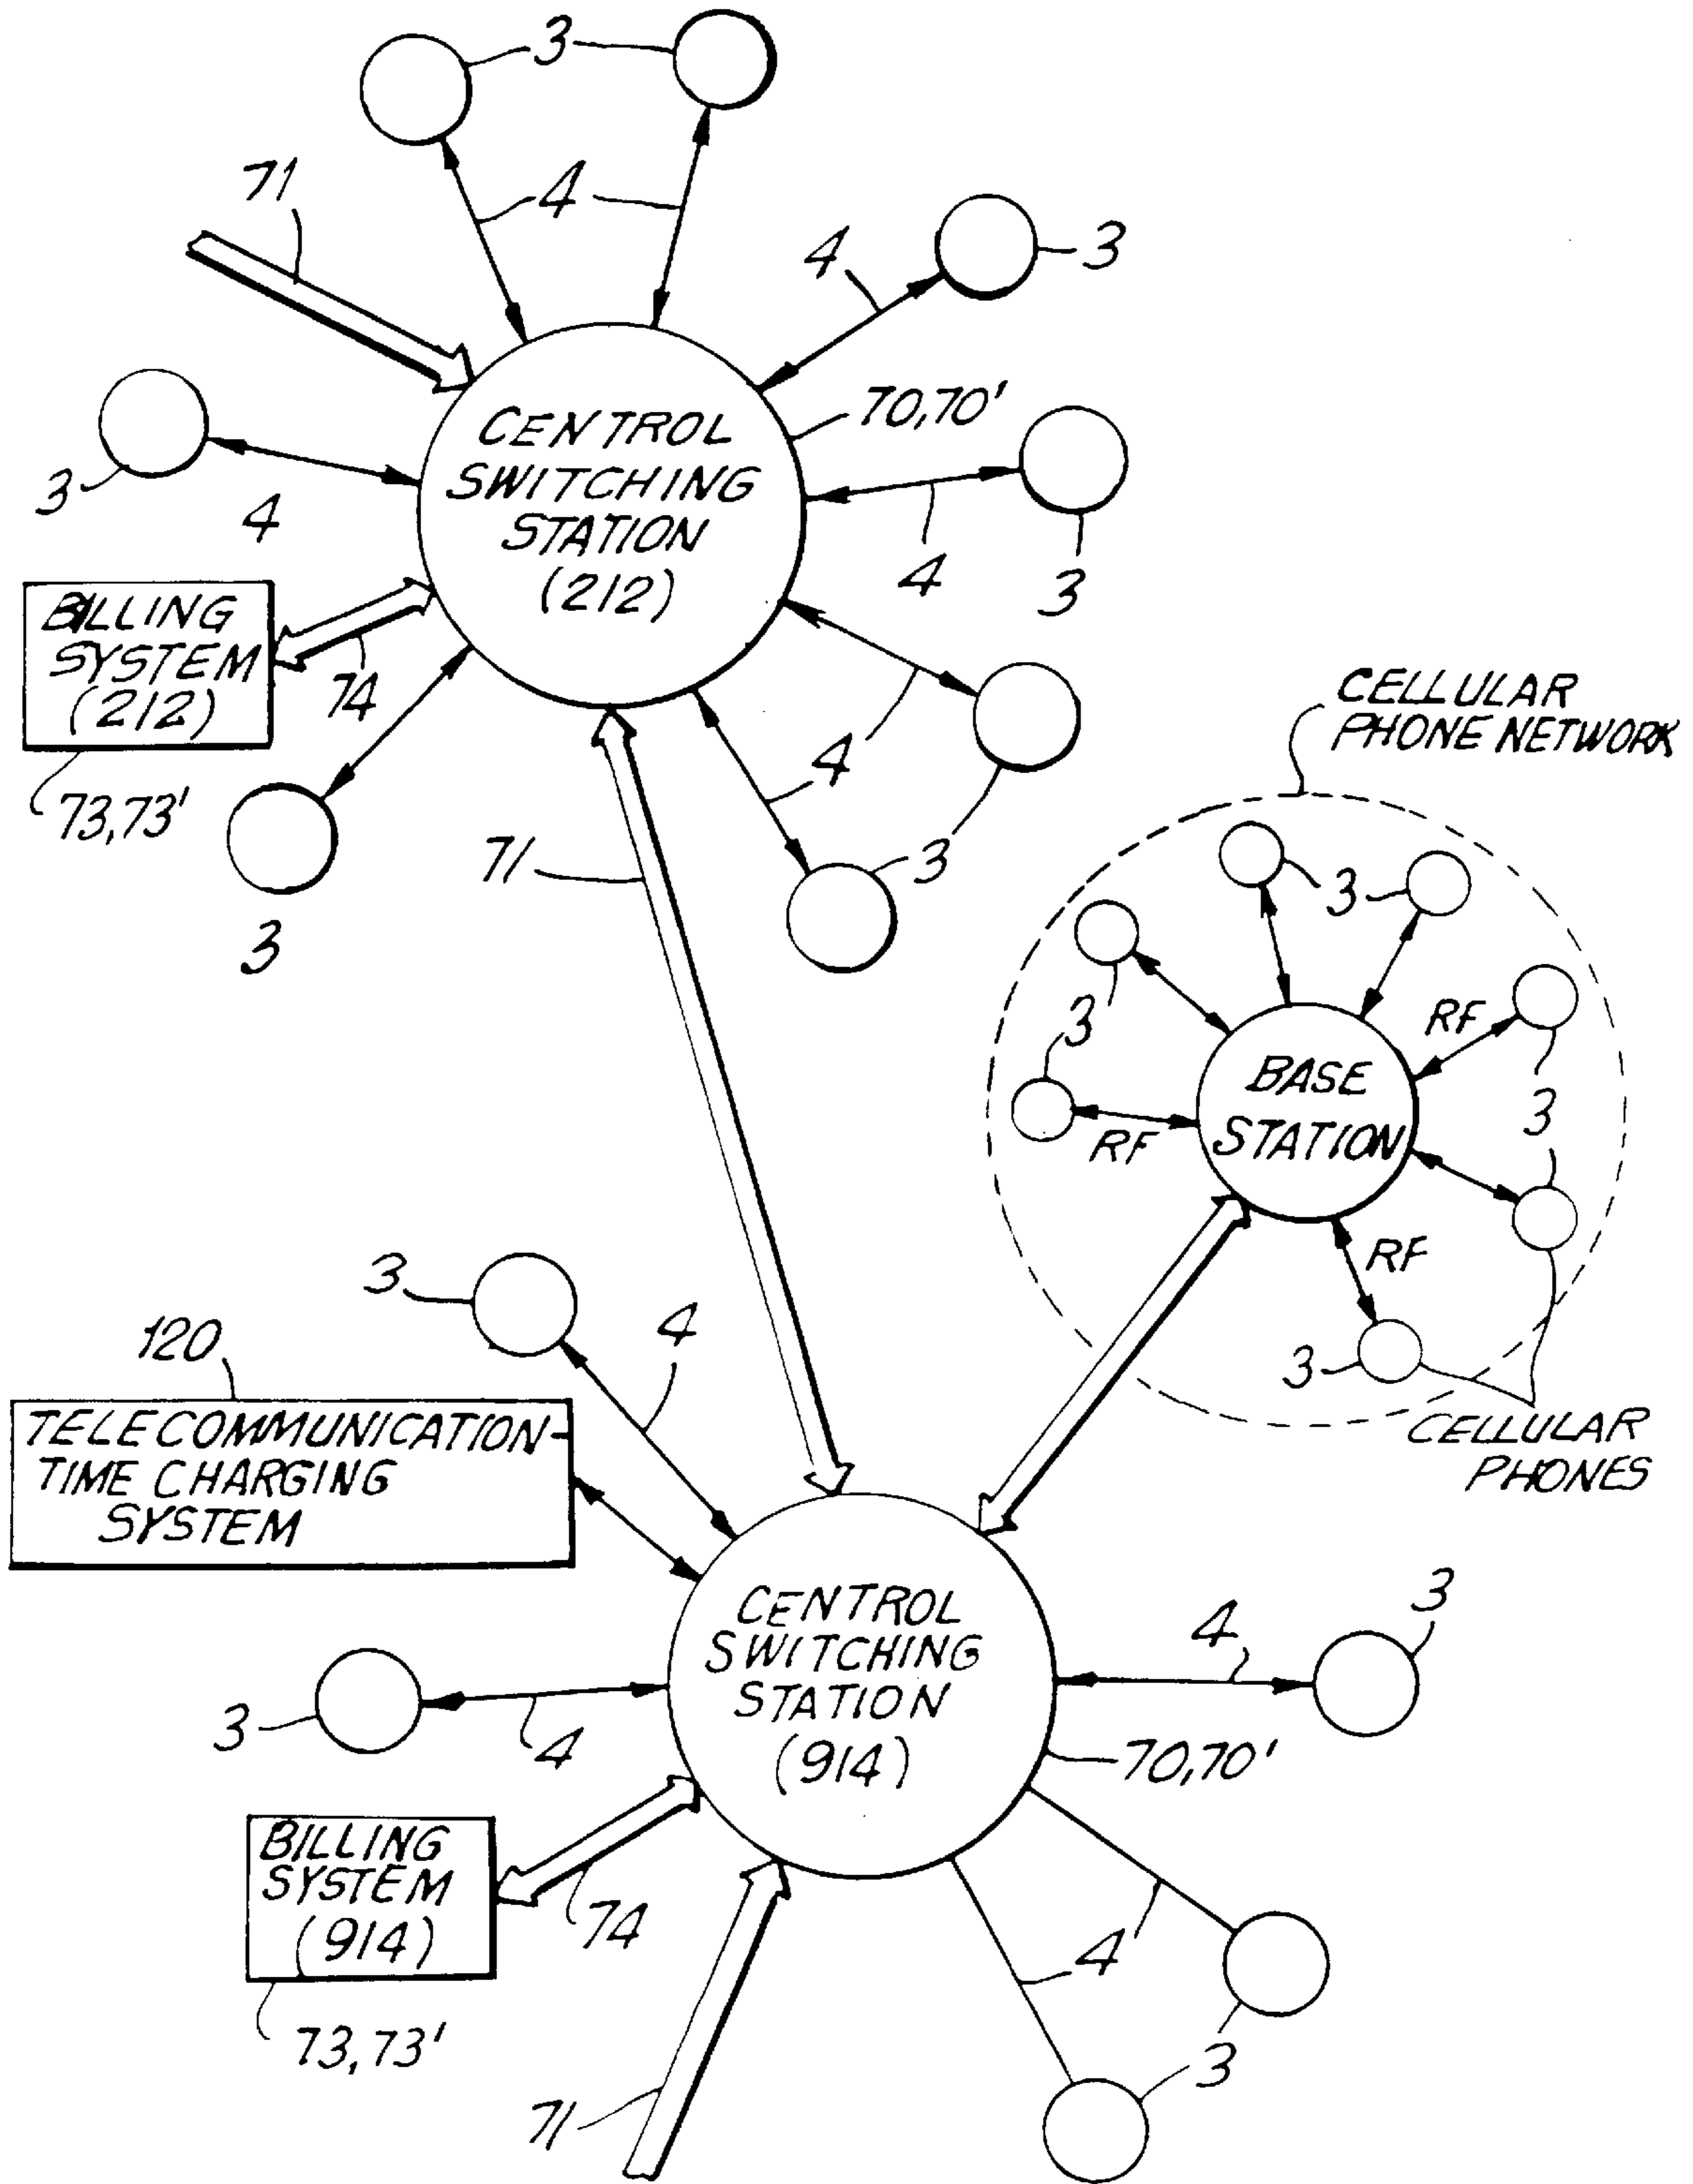 3
71
4
4
3
70,70'
CENTROL
SWITCHING
STATION
(212)
3
4
4
3
BILLING
SYSTEM
(212)
74
73,73'
CELLULAR
PHONE NETWORK
4
71
3
3
3
3
RF
BASE
STATION
3
RF
3
RF
3
4
3
120
TELECOMMUNICATION-
TIME CHARGING
SYSTEM
CELLULAR
PHONES
CENTROL
SWITCHING
STATION
(914)
4
3
3
4
70,70'
BILLING
SYSTEM
(914)
74
4
73,73'
3
71